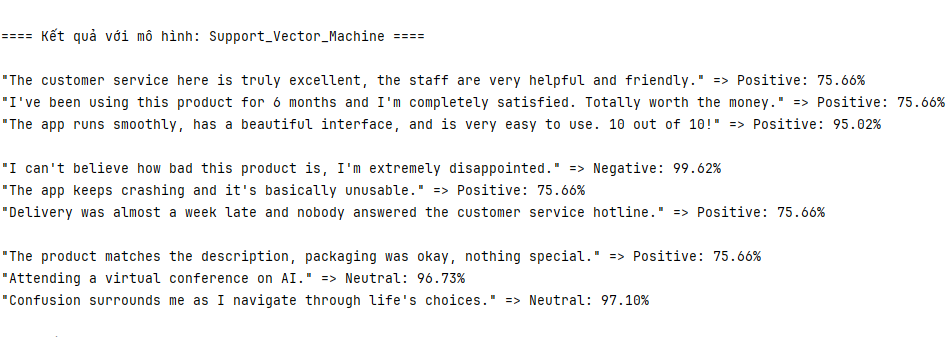 ==== Kết quả với mô hình: Support_Vector_Machine ====
"The customer service here is truly excellent, the staff are very helpful and friendly." => Positive: 75.66%
"I've been using this product for 6 months and I'm completely satisfied. Totally worth the money." => Positive: 75.66%
"The app runs smoothly, has a beautiful interface, and is very easy to use. 10 out of 10!" => Positive: 95.02%
"I can't believe how bad this product is, I'm extremely disappointed." => Negative: 99.62%
"The app keeps crashing and it's basically unusable." => Positive: 75.66%
"Delivery was almost a week late and nobody answered the customer service hotline." => Positive: 75.66%
"The product matches the description, packaging was okay, nothing special." => Positive: 75.66%
"Attending a virtual conference on AI." => Neutral: 96.73%
"Confusion surrounds me as I navigate through life's choices." => Neutral: 97.10%